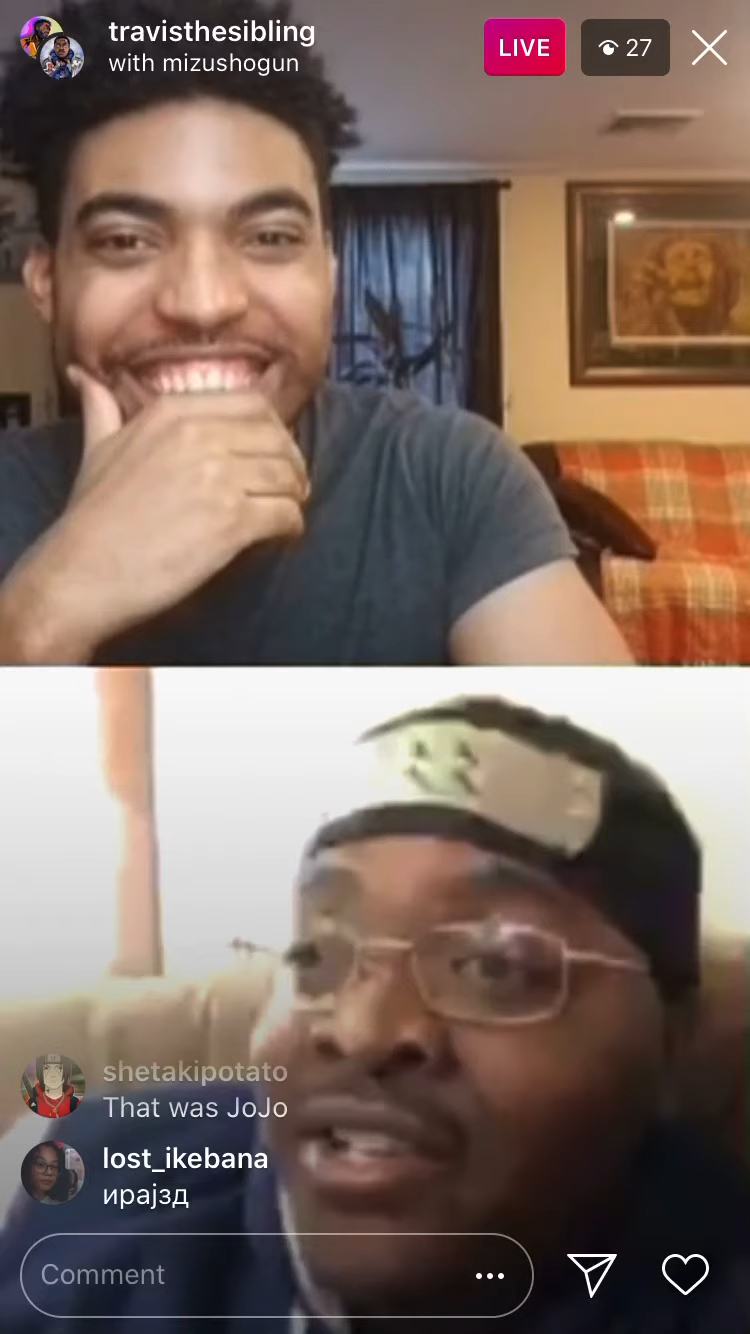 travisthesibling
with mizushogun
LIVE
27
shetakipotato
That was JoJo
lost_ikebana
ирајзд
Comment